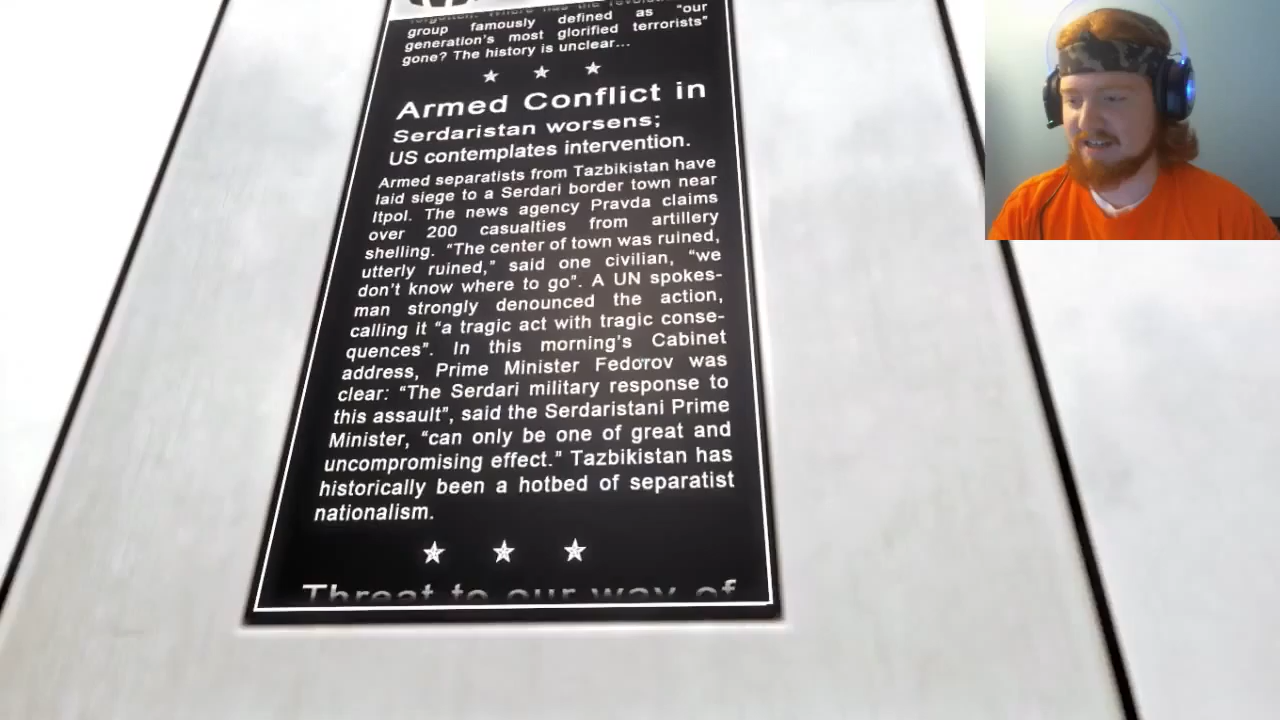 group famously defined as "our
generation's most glorified terrorists"
gone? The history is unclear...
Armed Conflict in
Serdaristan worsens;
US contemplates intervention.
Armed separatists from Tazbikistan have
laid siege to a Serdari border town near
Itpol. The news agency Pravda claims
over 200 casualties from artillery
shelling. "The center of town was ruined,
utterly ruined," said one civilian, "we
don't know where to go". A UN spokes-
man strongly denounced the action,
calling it "a tragic act with tragic conse-
quences". In this morning's Cabinet
address, Prime Minister Fedorov was
clear: "The Serdari military response to
this assault", said the Serdaristani Prime
Minister, "can only be one of great and
uncompromising effect." Tazbikistan has
historically been a hotbed of separatist
nationalism.
Threat to our way of